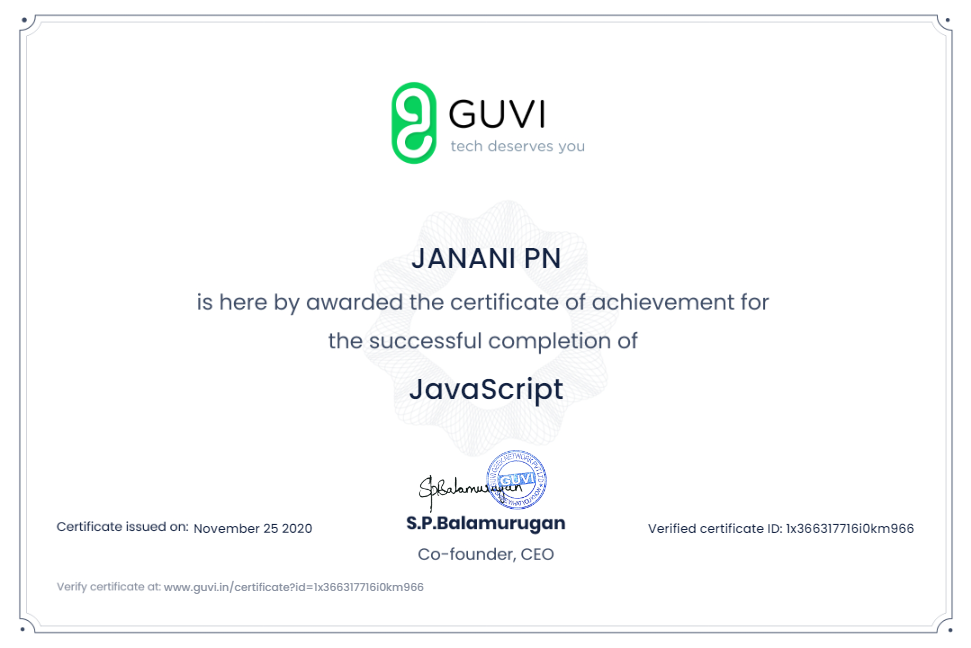 GUVI
tech deserves you
JANANI PN
is here by awarded the certificate of achievement for
the successful completion of
JavaScript
S.P.Balamurugan
GUVI
S.P.Balamurugan
Certificate issued on: November 25 2020
Verified certificate ID: 1x366317716i0km966
Co-founder, CEO
Verify certificate at: www.guvi.in/certificate?id=1x366317716i0km966